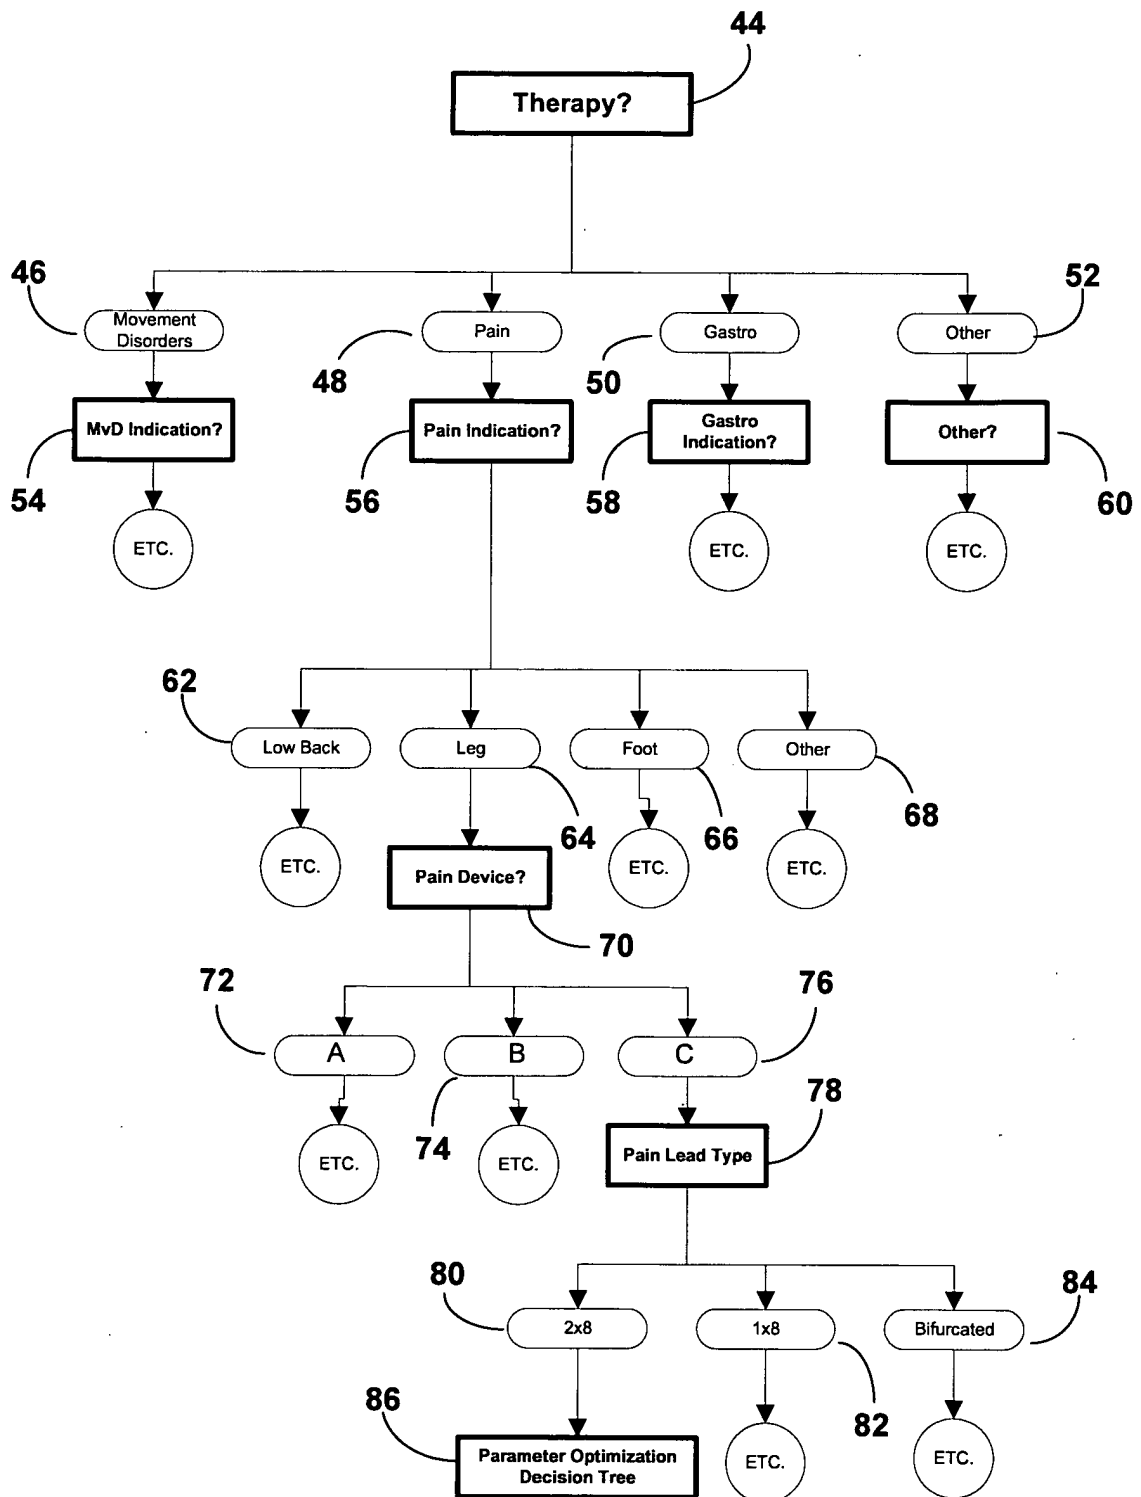 44
Therapy?
46
52
Movement
Disorders
Pain
Gastro
Other
48
50
MvD Indication?
Pain Indication?
Gastro
Indication?
Other?
54
56
58
60
ETC.
ETC.
ETC.
62
Low Back
Leg
Foot
Other
64
66
68
ETC.
Pain Device?
ETC.
ETC.
70
72
76
A
B
C
74
78
ETC.
ETC.
Pain Lead Type
80
84
2x8
1x8
Bifurcated
86
82
Parameter Optimization
Decision Tree
ETC.
ETC.